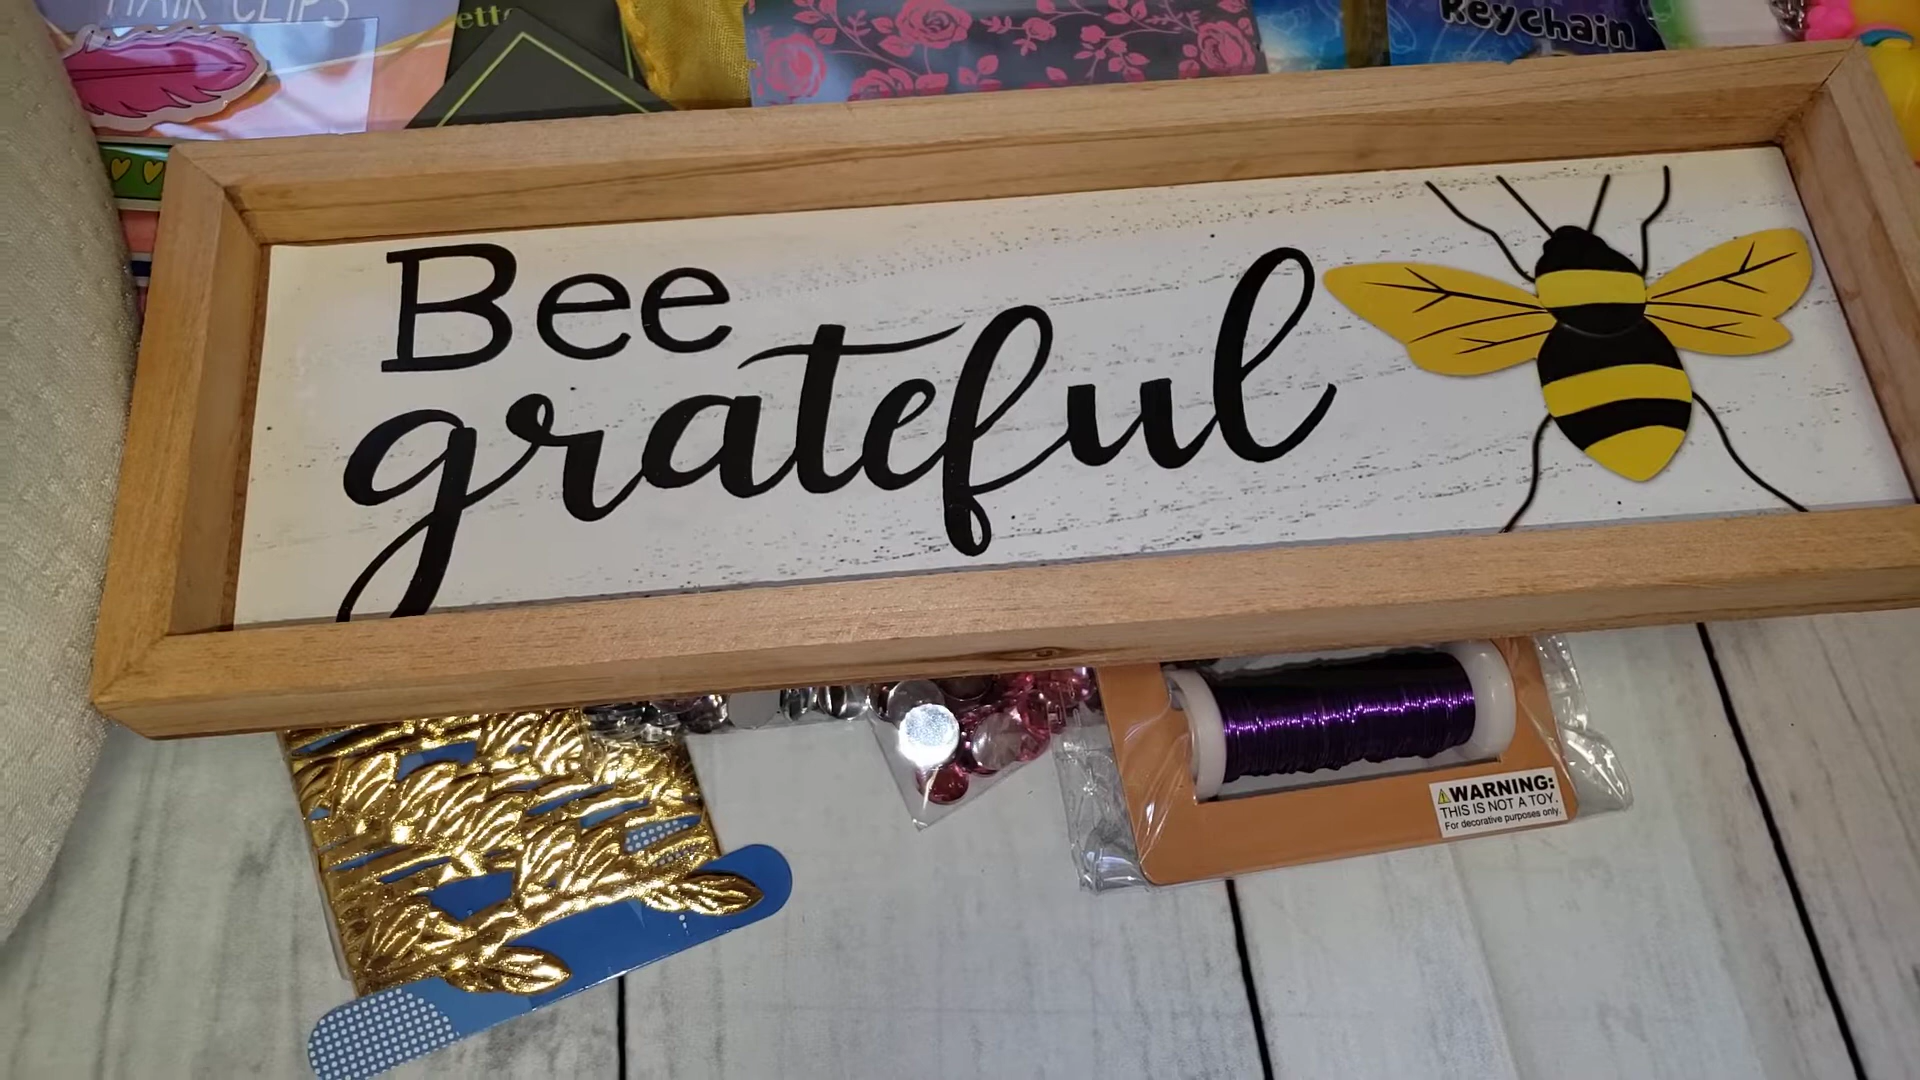 HAIR CLIPS
Keychain
Bee
grateful
WARNING:
THIS IS NOT A TOY.
For decorative purposes only.